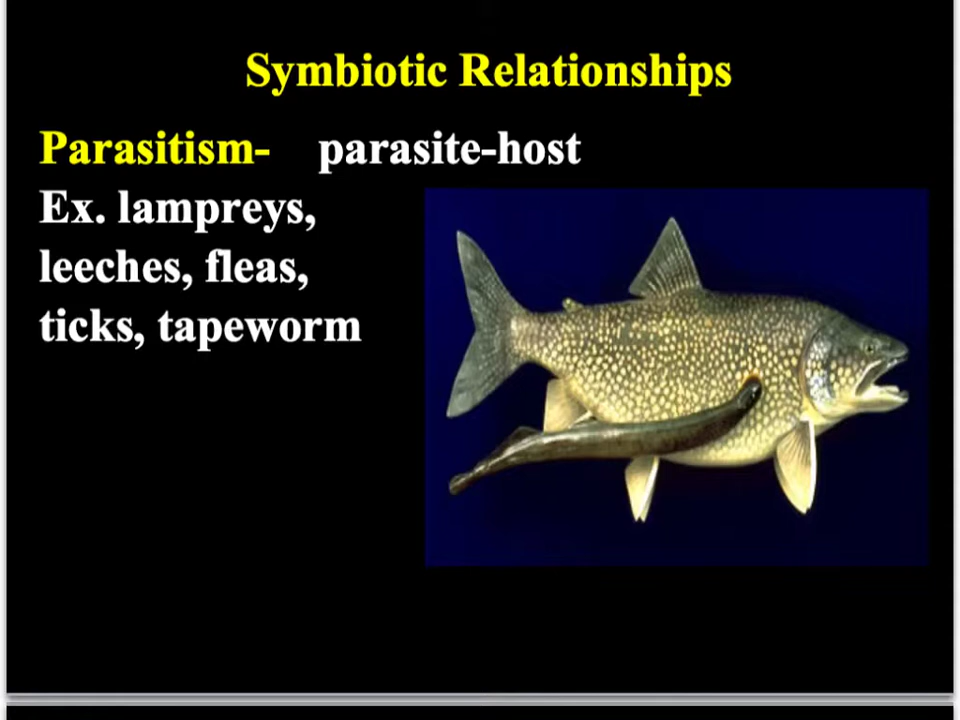 Symbiotic Relationships
Parasitism- parasite-host
Ex. lampreys,
leeches, fleas,
ticks, tapeworm